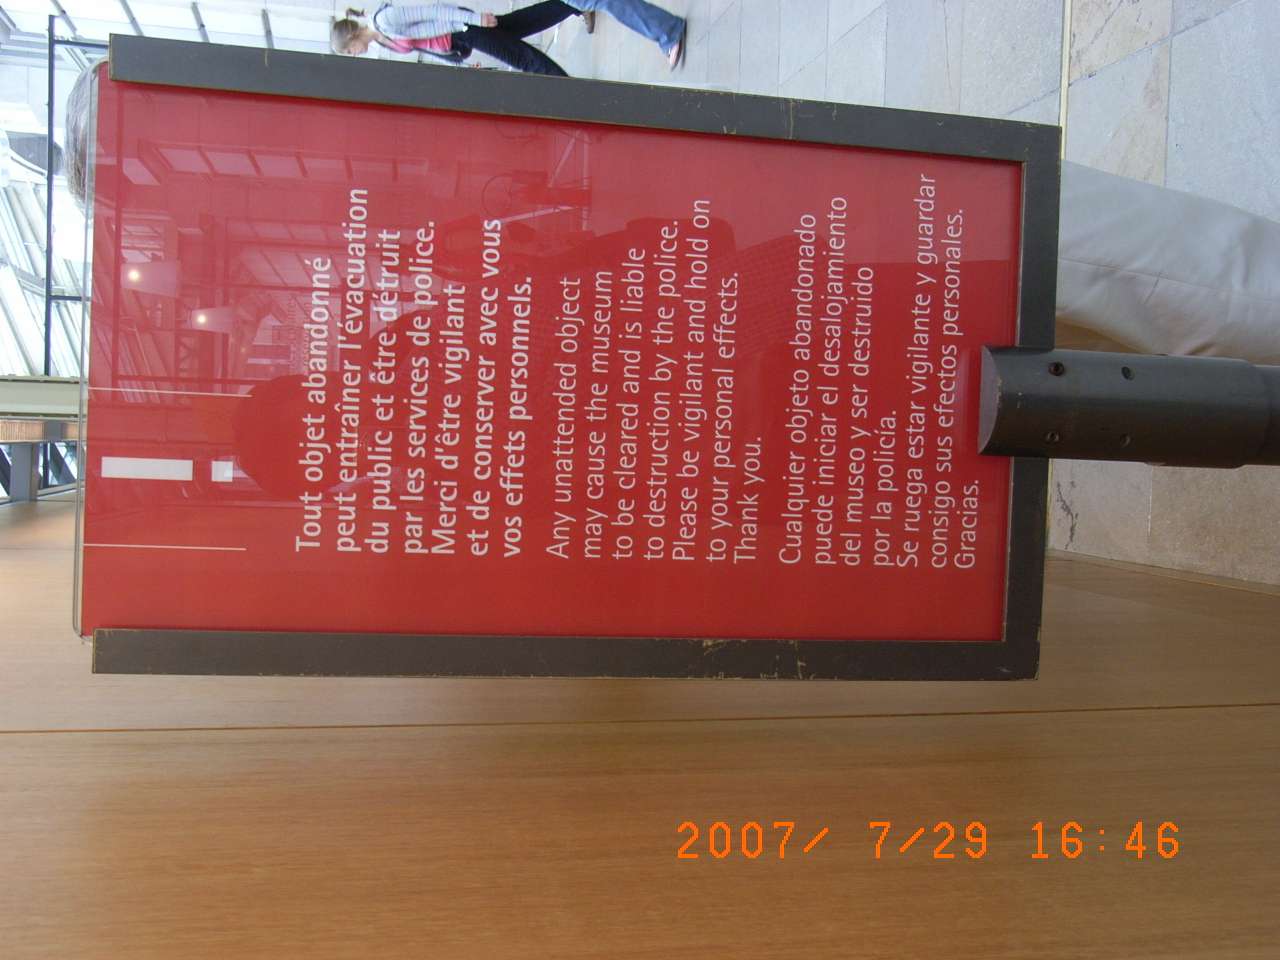 !
Tout objet abandonné
peut entraîner l'évacuation
du public et être détruit
par les services de police.
Merci d'être vigilant
et de conserver avec vous
vos effets personnels.
Any unattended object
may cause the museum
to be cleared and is liable
to destruction by the police.
Please be vigilant and hold on
to your personal effects.
Thank you.
Cualquier objeto abandonado
puede iniciar el desalojamiento
del museo y ser destruido
por la policía.
Se ruega estar vigilante y guardar
consigo sus efectos personales.
Gracias.
2007/ 7/29 16:46